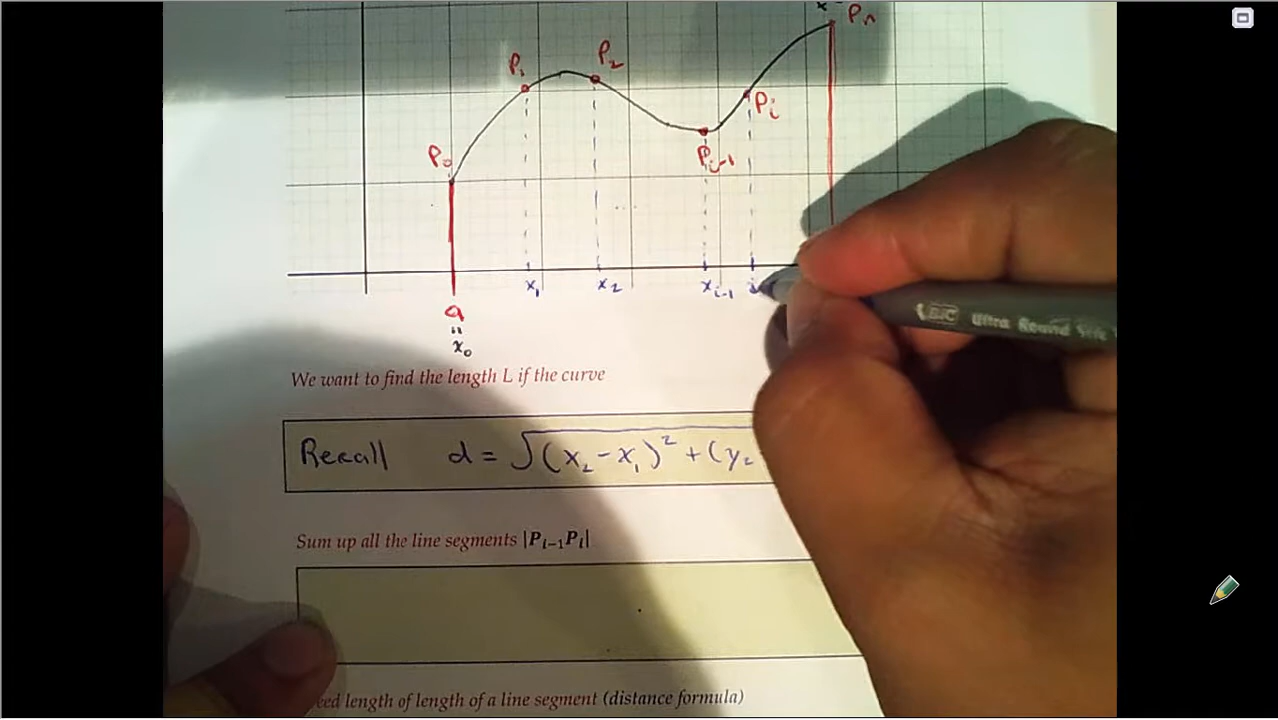 Pₙ
P₁ P₂
Pᵢ
P₀ Pᵢ₋₁
x₁ x₂ xᵢ₋₁
a
"
x₀
BIC Ultra Round Stic
We want to find the length L if the curve
Recall d = √(x₂-x₁)² + (y₂
Sum up all the line segments |Pᵢ₋₁Pᵢ|
length of length of a line segment (distance formula)